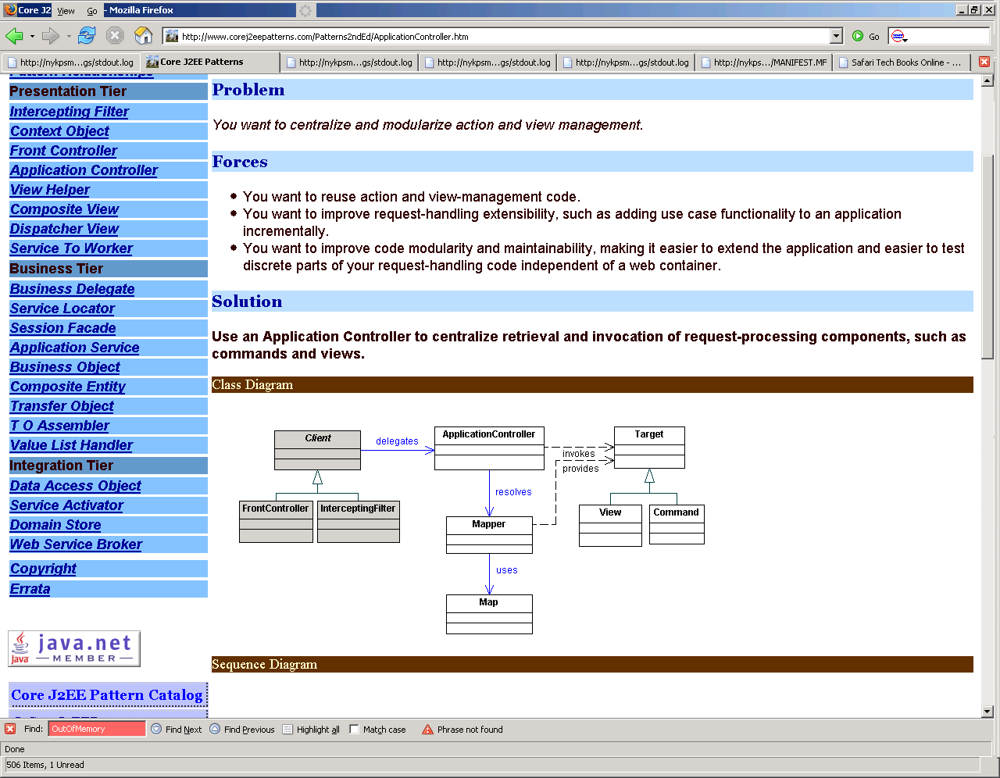 Core J2 View Go - Mozilla Firefox
http://www.corej2eepatterns.com/Patterns2ndEd/ApplicationController.htm Go
http://nykpsm...gs/stdout.log Core J2EE Patterns http://nykpsm...gs/stdout.log http://nykpsm...gs/stdout.log http://nykpsm...gs/stdout.log http://nykps.../MANIFEST.MF Safari Tech Books Online - ...
Pattern Relationships
Presentation Tier
Intercepting Filter
Context Object
Front Controller
Application Controller
View Helper
Composite View
Dispatcher View
Service To Worker
Business Tier
Business Delegate
Service Locator
Session Facade
Application Service
Business Object
Composite Entity
Transfer Object
T O Assembler
Value List Handler
Integration Tier
Data Access Object
Service Activator
Domain Store
Web Service Broker
Copyright
Errata
java.net
Java MEMBER
Core J2EE Pattern Catalog
Problem
You want to centralize and modularize action and view management.
Forces
You want to reuse action and view-management code.
You want to improve request-handling extensibility, such as adding use case functionality to an application
incrementally.
You want to improve code modularity and maintainability, making it easier to extend the application and easier to test
discrete parts of your request-handling code independent of a web container.
Solution
Use an Application Controller to centralize retrieval and invocation of request-processing components, such as
commands and views.
Class Diagram
Client
delegates
ApplicationController
Target
invokes
provides
FrontController
InterceptingFilter
resolves
Mapper
View
Command
uses
Map
Sequence Diagram
Find: OutOfMemory Find Next Find Previous Highlight all Match case Phrase not found
Done
506 Items, 1 Unread